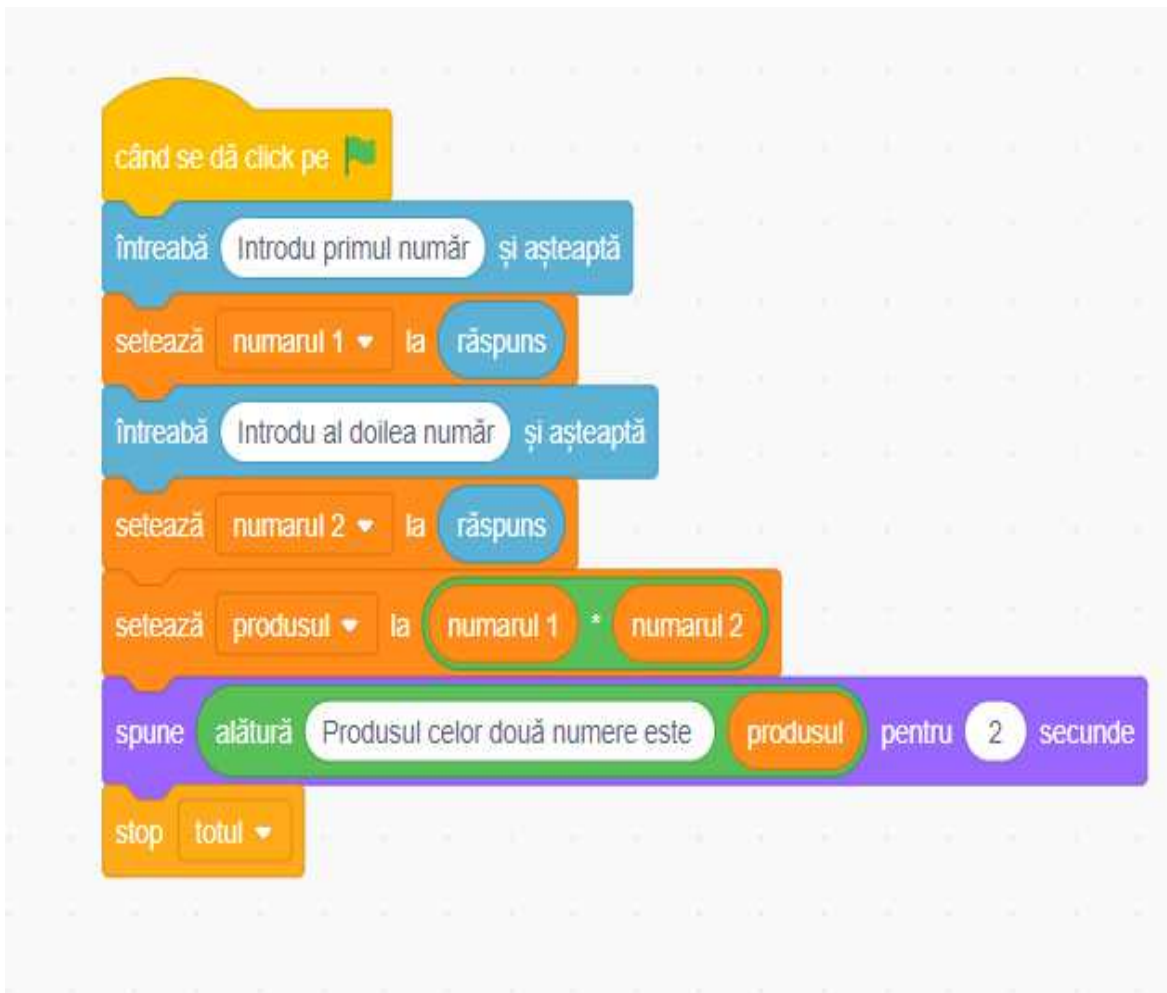 când se dă click pe
întreabă Introdu primul număr și așteaptă
setează numarul 1 la răspuns
întreabă Introdu al doilea număr și așteaptă
setează numarul 2 la răspuns
setează produsul la numarul 1 * numarul 2
spune alătură Produsul celor două numere este produsul pentru 2 secunde
stop totul